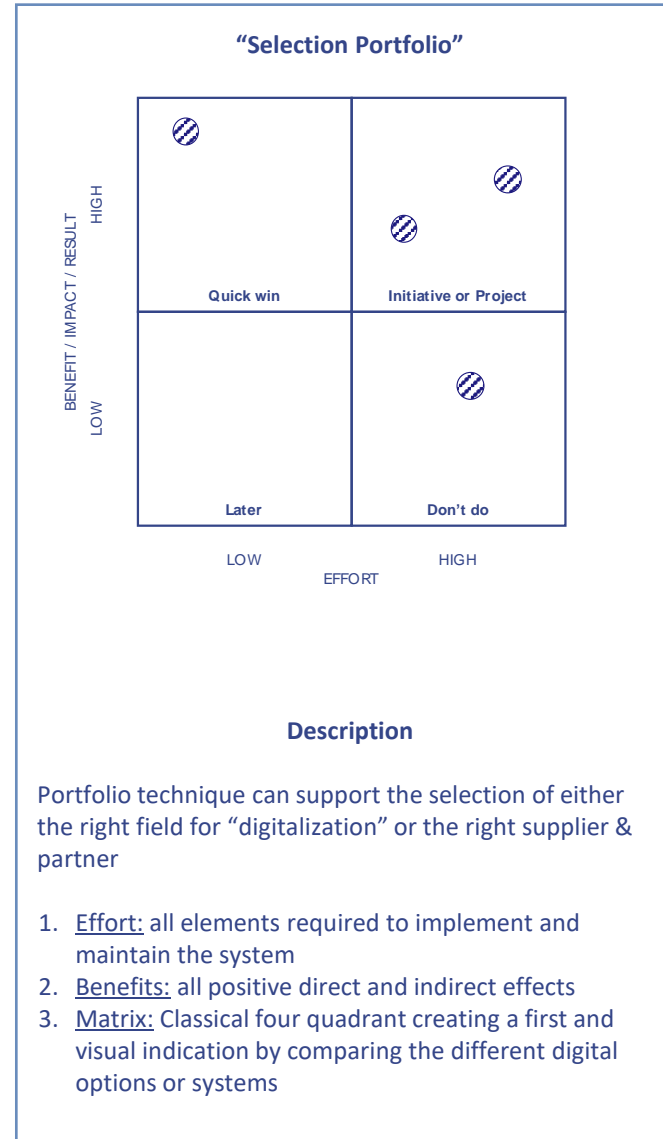 “Selection Portfolio”
BENEFIT / IMPACT / RESULT
HIGH
LOW
Quick win
Initiative or Project
Later
Don’t do
LOW
HIGH
EFFORT
Description
Portfolio technique can support the selection of either
the right field for “digitalization” or the right supplier &
partner
1. Effort: all elements required to implement and
maintain the system
2. Benefits: all positive direct and indirect effects
3. Matrix: Classical four quadrant creating a first and
visual indication by comparing the different digital
options or systems